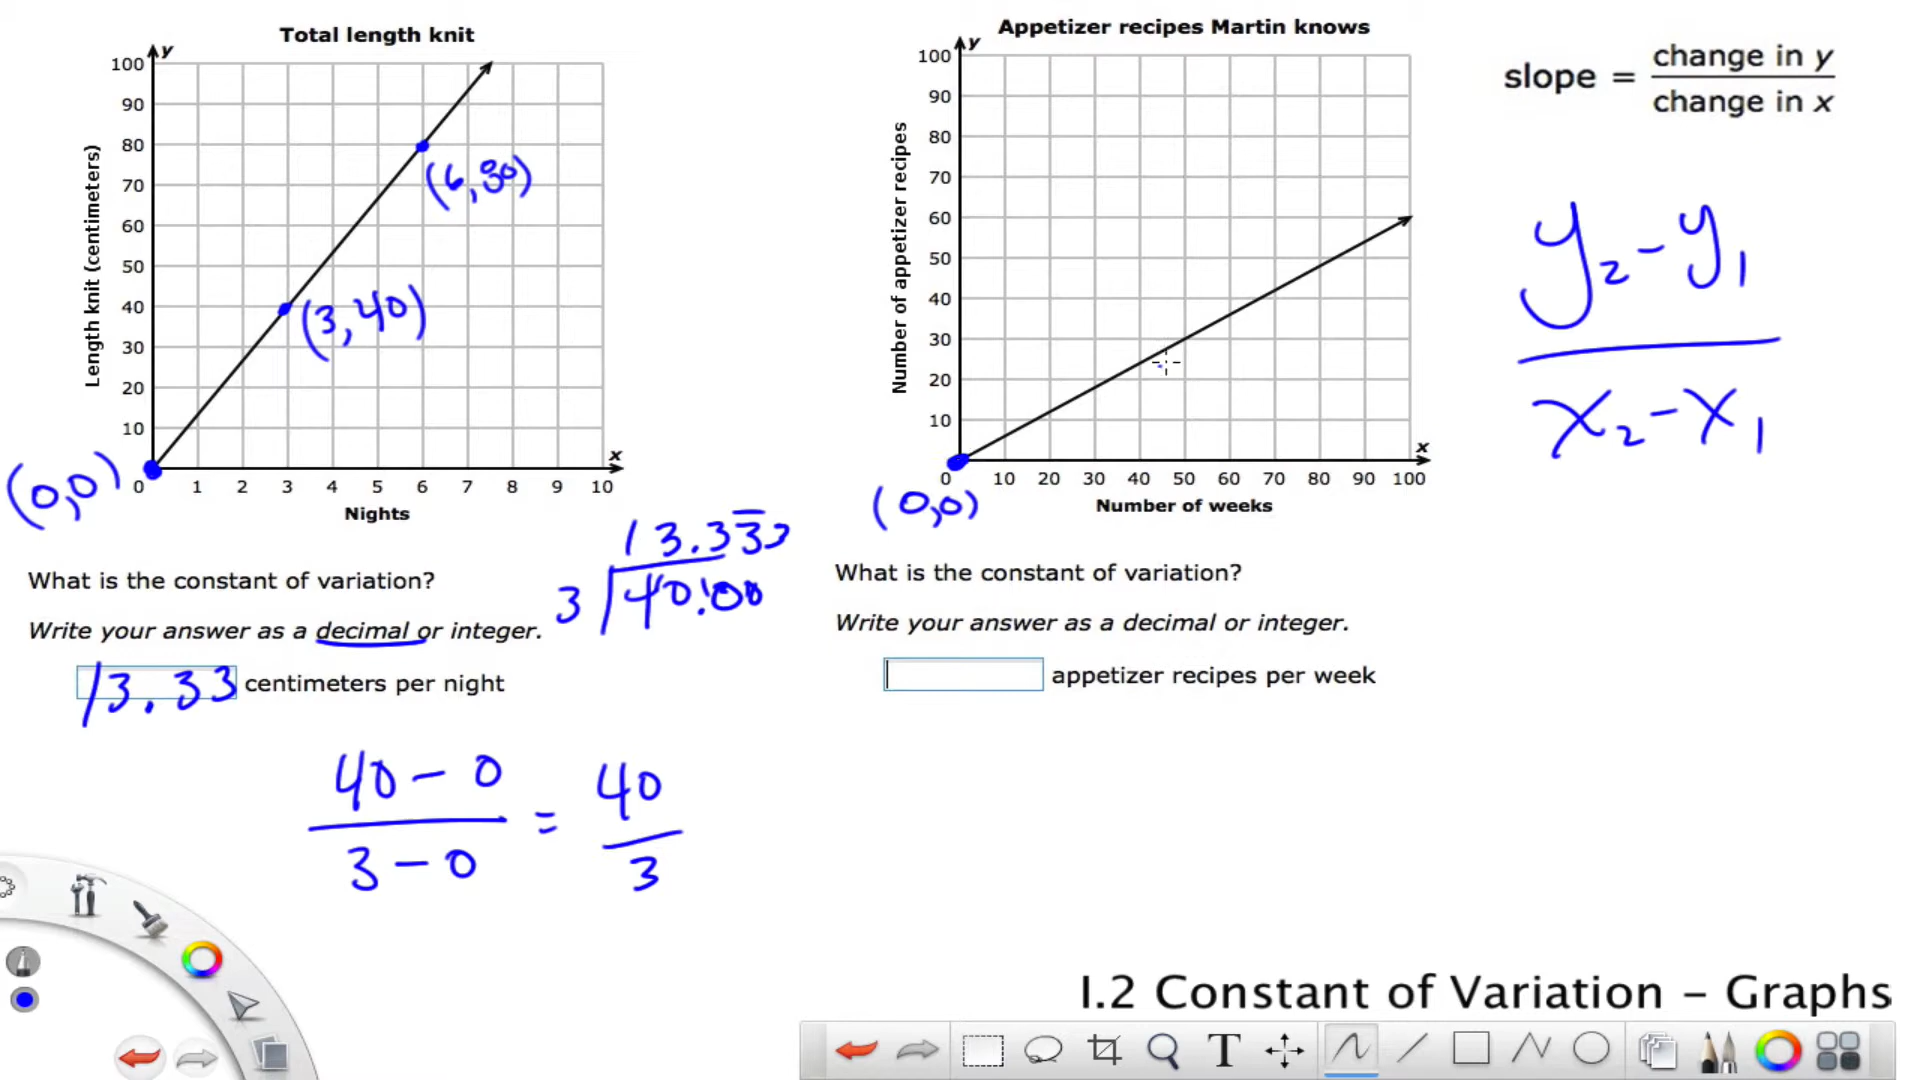 Total length knit
y
100
90
80
70
60
50
40
30
20
10
0 1 2 3 4 5 6 7 8 9 10
x
Length knit (centimeters)
Nights
(6,80)
(3,40)
(0,0)
What is the constant of variation?
Write your answer as a decimal or integer.
13.33 centimeters per night
13.333
3 40.00
40 - 0 = 40
3 - 0 3
Appetizer recipes Martin knows
y
100
90
80
70
60
50
40
30
20
10
0 10 20 30 40 50 60 70 80 90 100
x
Number of appetizer recipes
Number of weeks
(0,0)
What is the constant of variation?
Write your answer as a decimal or integer.
appetizer recipes per week
slope = change in y
change in x
y2 - y1
x2 - x1
I.2 Constant of Variation – Graphs
T